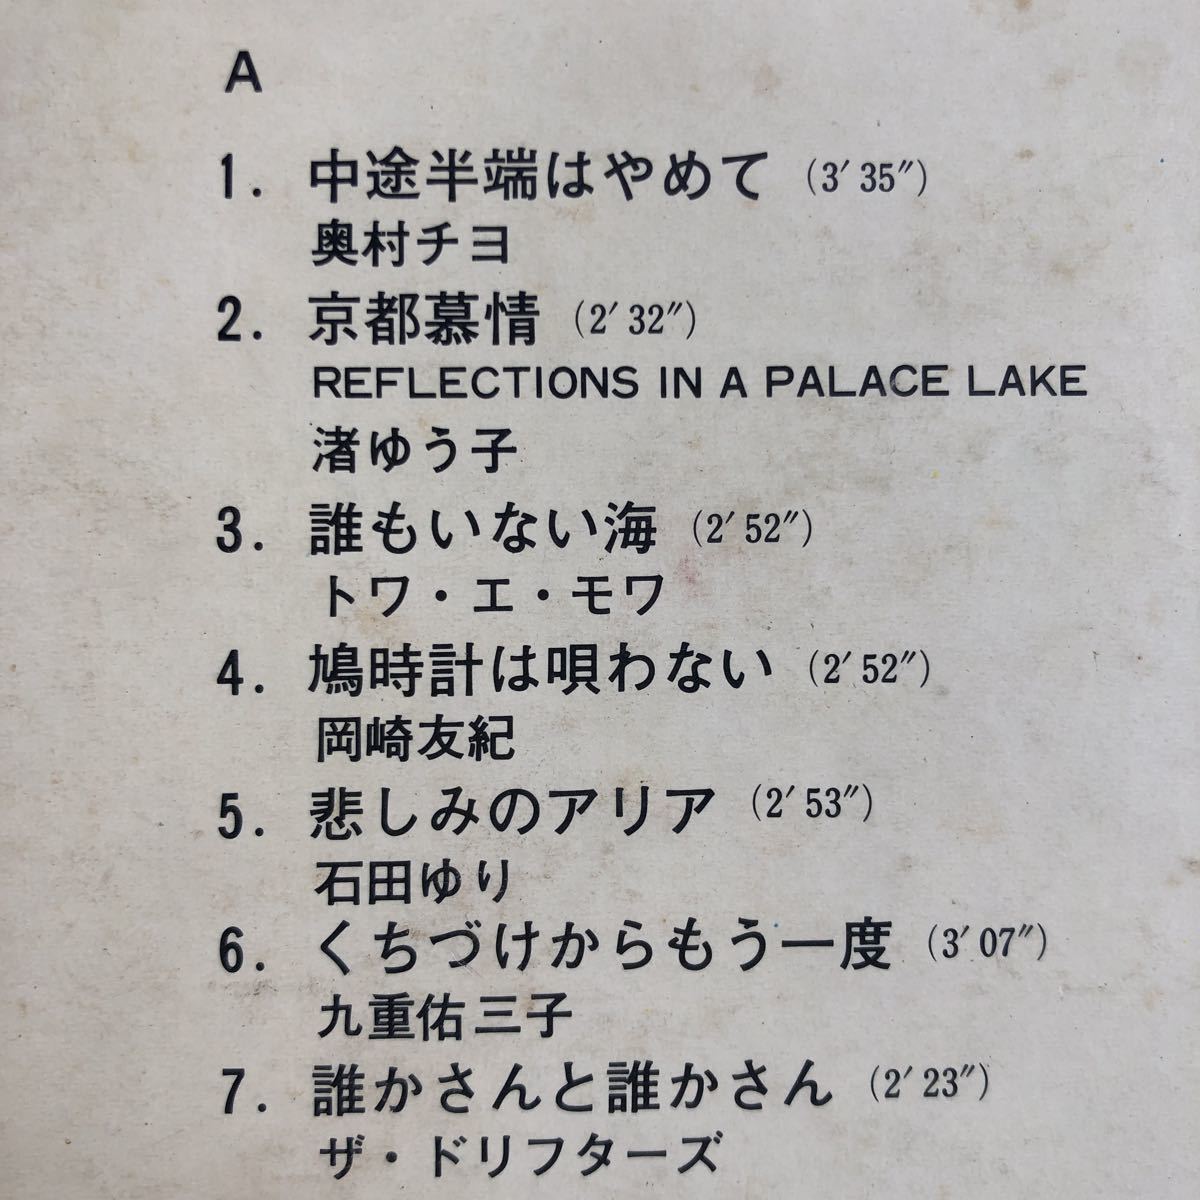 A
1. 中途半端はやめて (3′35″)
奥村チヨ
2. 京都慕情 (2′32″)
REFLECTIONS IN A PALACE LAKE
渚ゆう子
3. 誰もいない海 (2′52″)
トワ・エ・モワ
4. 鳩時計は唄わない (2′52″)
岡崎友紀
5. 悲しみのアリア (2′53″)
石田ゆり
6. くちづけからもう一度 (3′07″)
九重佑三子
7. 誰かさんと誰かさん (2′23″)
ザ・ドリフターズ